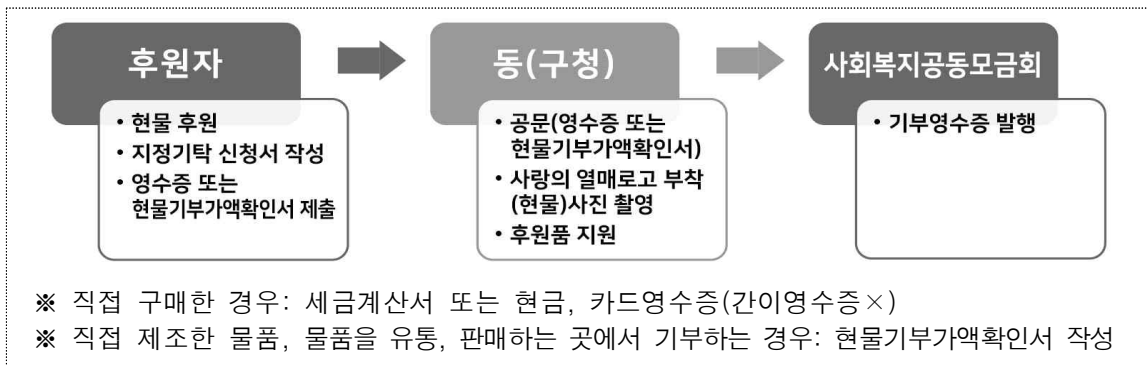 후원자
• 현물 후원
• 지정기탁 신청서 작성
• 영수증 또는
현물기부가액확인서 제출
동(구청)
• 공문(영수증 또는
현물기부가액확인서)
• 사랑의 열매로고 부착
(현물)사진 촬영
• 후원품 지원
사회복지공동모금회
• 기부영수증 발행
※ 직접 구매한 경우: 세금계산서 또는 현금, 카드영수증(간이영수증×)
※ 직접 제조한 물품, 물품을 유통, 판매하는 곳에서 기부하는 경우: 현물기부가액확인서 작성